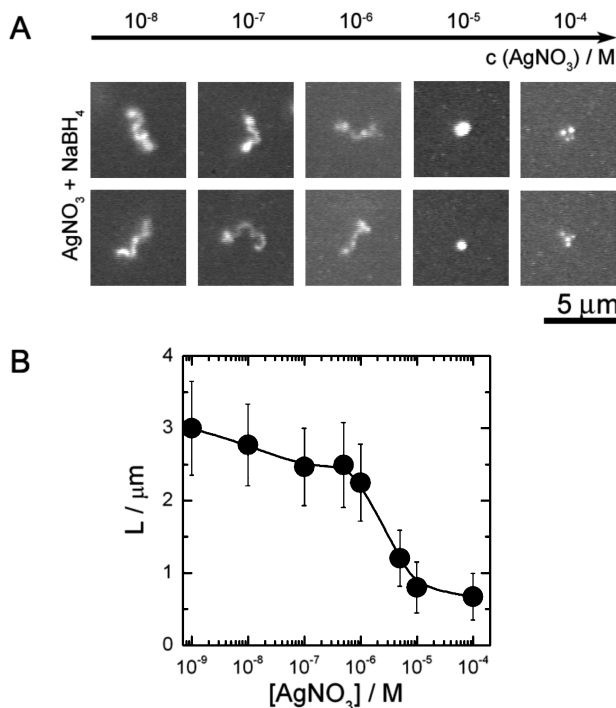 A
10⁻⁸ 10⁻⁷ 10⁻⁶ 10⁻⁵ 10⁻⁴
c (AgNO₃) / M
AgNO₃ + NaBH₄
5 μm
B
4
3
2
1
0
L / μm
10⁻⁹ 10⁻⁸ 10⁻⁷ 10⁻⁶ 10⁻⁵ 10⁻⁴
[AgNO₃] / M